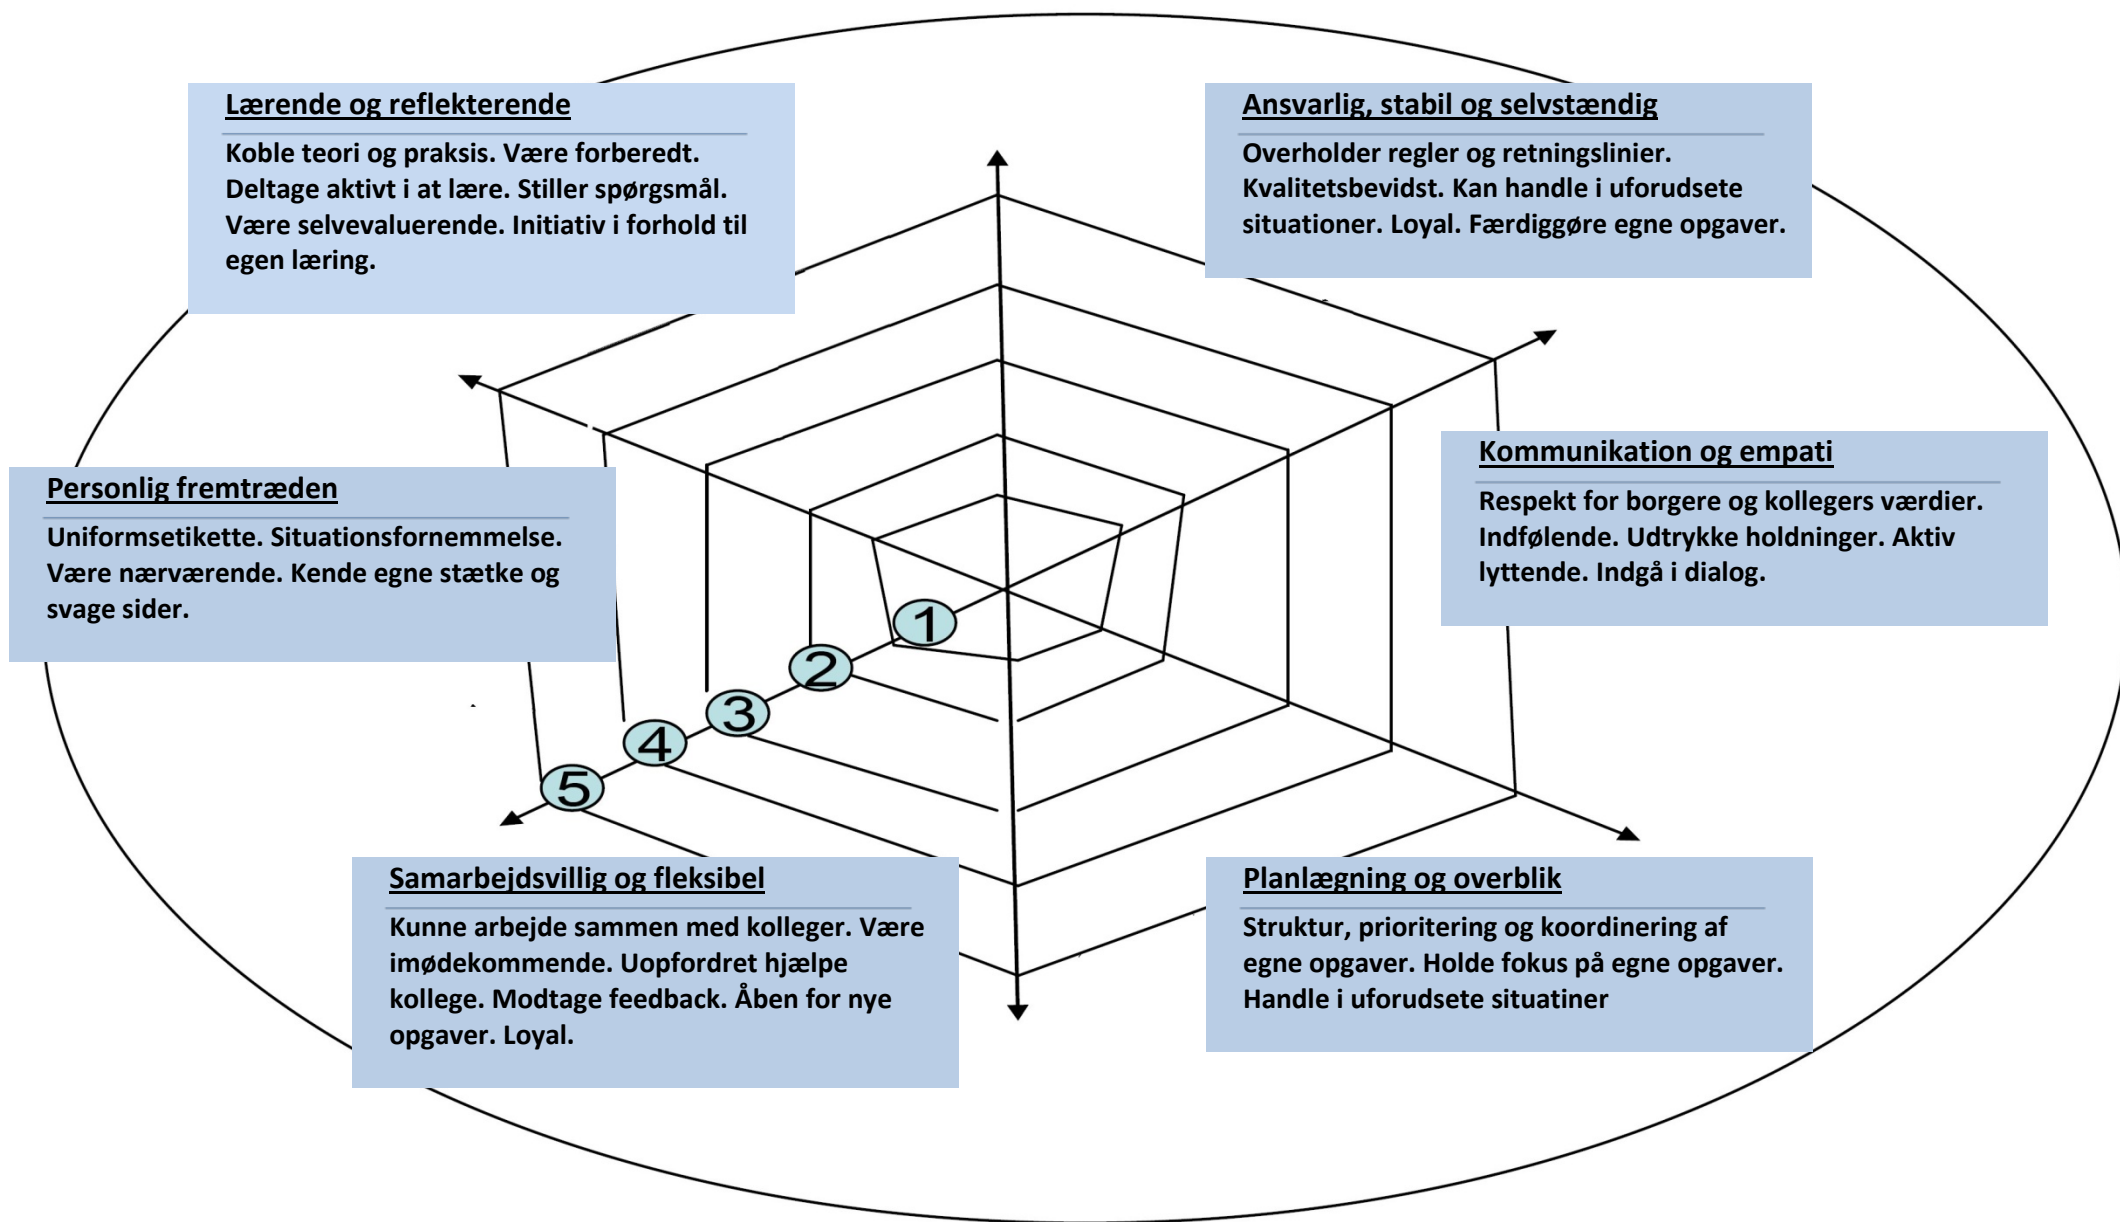 Lærende og reflekterende
Koble teori og praksis. Være forberedt.
Deltage aktivt i at lære. Stiller spørgsmål.
Være selvevaluerende. Initiativ i forhold til
egen læring.
Ansvarlig, stabil og selvstændig
Overholder regler og retningslinier.
Kvalitetsbevidst. Kan handle i uforudsete
situationer. Loyal. Færdiggøre egne opgaver.
Personlig fremtræden
Uniformsetikette. Situationsfornemmelse.
Være nærværende. Kende egne stætke og
svage sider.
Kommunikation og empati
Respekt for borgere og kollegers værdier.
Indfølende. Udtrykke holdninger. Aktiv
lyttende. Indgå i dialog.
1
2
3
4
5
Samarbejdsvillig og fleksibel
Kunne arbejde sammen med kolleger. Være
imødekommende. Uopfordret hjælpe
kollege. Modtage feedback. Åben for nye
opgaver. Loyal.
Planlægning og overblik
Struktur, prioritering og koordinering af
egne opgaver. Holde fokus på egne opgaver.
Handle i uforudsete situatiner